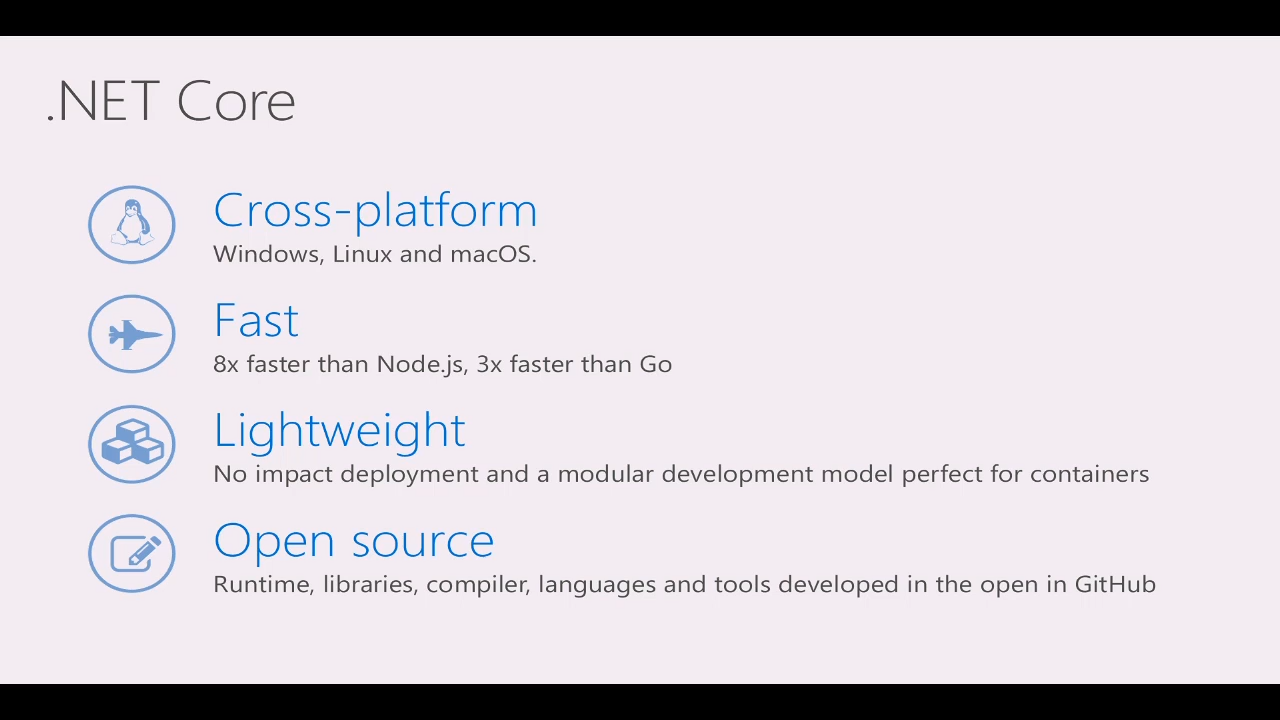 .NET Core
Cross-platform
Windows, Linux and macOS.
Fast
8x faster than Node.js, 3x faster than Go
Lightweight
No impact deployment and a modular development model perfect for containers
Open source
Runtime, libraries, compiler, languages and tools developed in the open in GitHub